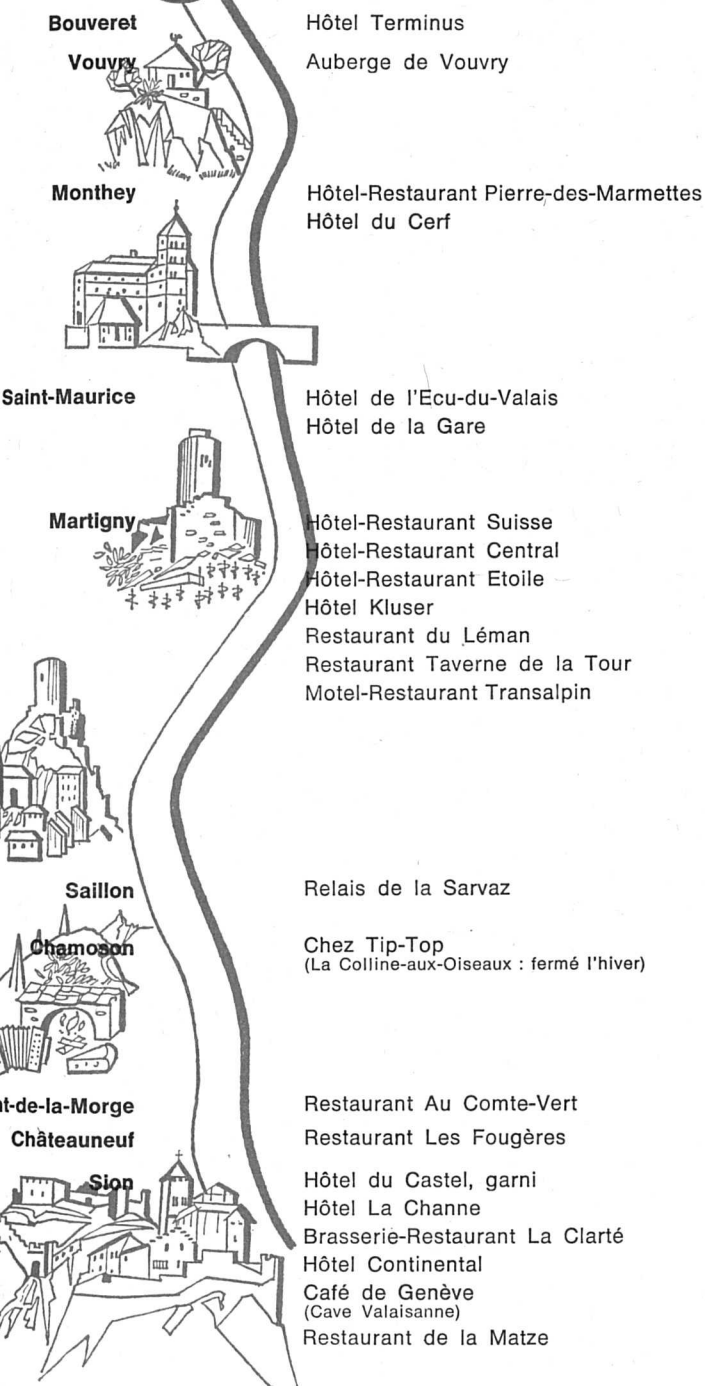 Bouveret Hôtel Terminus
Vouvry Auberge de Vouvry
Monthey Hôtel-Restaurant Pierre-des-Marmettes
Hôtel du Cerf
Saint-Maurice Hôtel de l'Ecu-du-Valais
Hôtel de la Gare
Martigny Hôtel-Restaurant Suisse
Hôtel-Restaurant Central
Hôtel-Restaurant Etoile
Hôtel Kluser
Restaurant du Léman
Restaurant Taverne de la Tour
Motel-Restaurant Transalpin
Saillon Relais de la Sarvaz
Chamoson Chez Tip-Top
(La Colline-aux-Oiseaux : fermé l'hiver)
t-de-la-Morge Restaurant Au Comte-Vert
Châteauneuf Restaurant Les Fougères
Sion Hôtel du Castel, garni
Hôtel La Channe
Brasserie-Restaurant La Clarté
Hôtel Continental
Café de Genève
(Cave Valaisanne)
Restaurant de la Matze